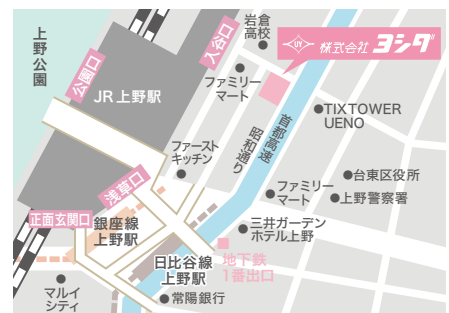 上野公園
岩倉
高校
入谷口
UY 株式会社 ヨシダ
公園口
JR 上野駅
ファミリー
マート
TIX TOWER
UENO
首都高速
昭和通り
ファースト
キッチン
台東区役所
上野警察署
ファミリー
マート
浅草口
正面玄関口
銀座線
上野駅
三井ガーデン
ホテル上野
日比谷線
上野駅
地下鉄
1番出口
マルイ
シティ
常陽銀行